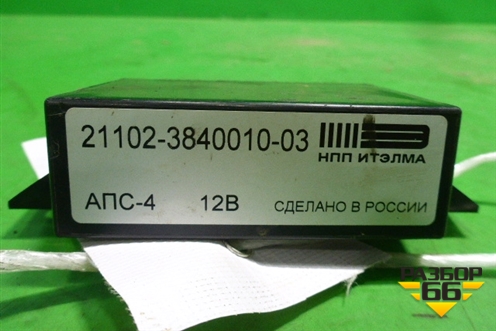 21102-3840010-03
НПП ИТЭЛМА
АПС-4 12В СДЕЛАНО В РОССИИ
РАЗБОР
66